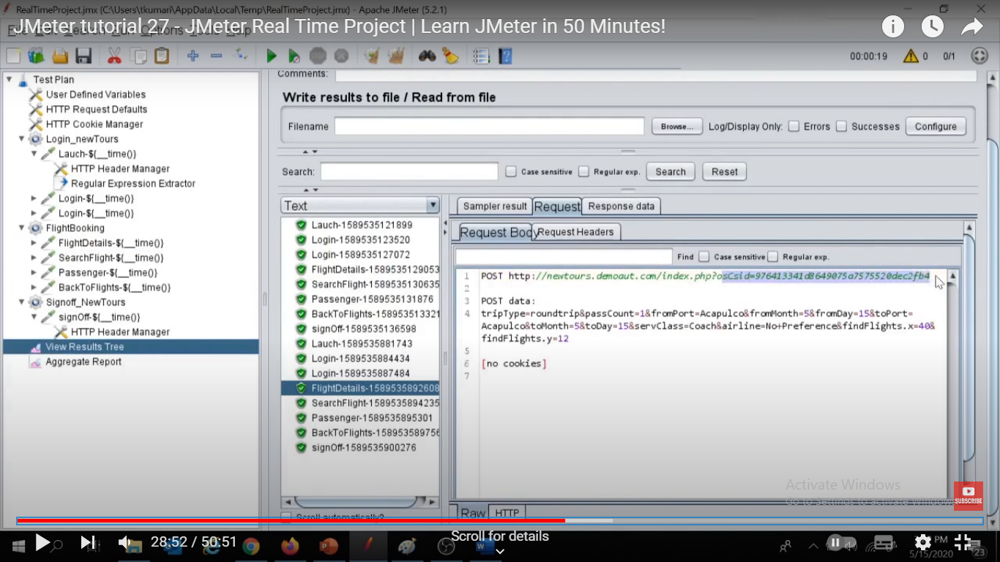 RealTimeProject.jmx (C:\Users\tkumari\AppData\Local\Temp\RealTimeProject.jmx) - Apache JMeter (5.2.1)
JMeter tutorial 27 - JMeter Real Time Project | Learn JMeter in 50 Minutes!
00:00:19
0
0/1
Test Plan
User Defined Variables
HTTP Request Defaults
HTTP Cookie Manager
Login_newTours
Lauch-${__time()}
HTTP Header Manager
Regular Expression Extractor
Login-${__time()}
Login-${__time()}
FlightBooking
FlightDetails-${__time()}
SearchFlight-${__time()}
Passenger-${__time()}
BackToFlights-${__time()}
Signoff_NewTours
signOff-${__time()}
HTTP Header Manager
View Results Tree
Aggregate Report
Comments:
Write results to file / Read from file
Filename
Browse...
Log/Display Only:
Errors
Successes
Configure
Search:
Case sensitive
Regular exp.
Search
Reset
Text
Lauch-1589535121899
Login-1589535123520
Login-1589535127072
FlightDetails-1589535129053
SearchFlight-1589535130635
Passenger-1589535131876
BackToFlights-158953513321
signOff-1589535136598
Lauch-1589535881743
Login-1589535884434
Login-1589535887484
FlightDetails-1589535892608
SearchFlight-1589535894235
Passenger-1589535895301
BackToFlights-158953589756
signOff-1589535900276
Scroll automatically?
Sampler result
Request
Response data
Request Body
Request Headers
Find
Case sensitive
Regular exp.
1 POST http://newtours.demoaut.com/index.php?osCsid=976413341d8649075a7575520dec2fb4
2
3 POST data:
4 tripType=roundtrip&passCount=1&fromPort=Acapulco&fromMonth=5&fromDay=15&toPort=
Acapulco&toMonth=5&toDay=15&servClass=Coach&airline=No+Preference&findFlights.x=40&
findFlights.y=12
5
6 [no cookies]
7
Activate Windows
Go to Settings to activate Windows.
SUBSCRIBE
Raw
HTTP
28:52 / 50:51
Scroll for details
PM
5/15/2020
23